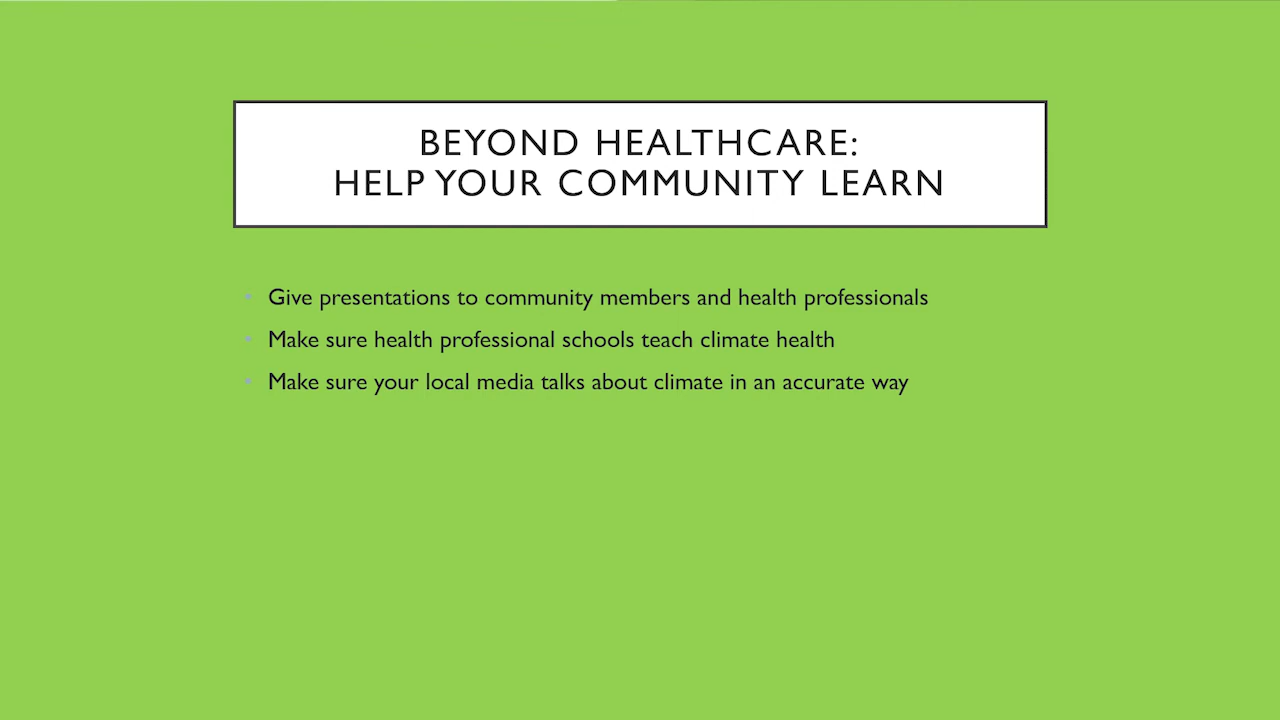 BEYOND HEALTHCARE:
HELP YOUR COMMUNITY LEARN
• Give presentations to community members and health professionals
• Make sure health professional schools teach climate health
• Make sure your local media talks about climate in an accurate way